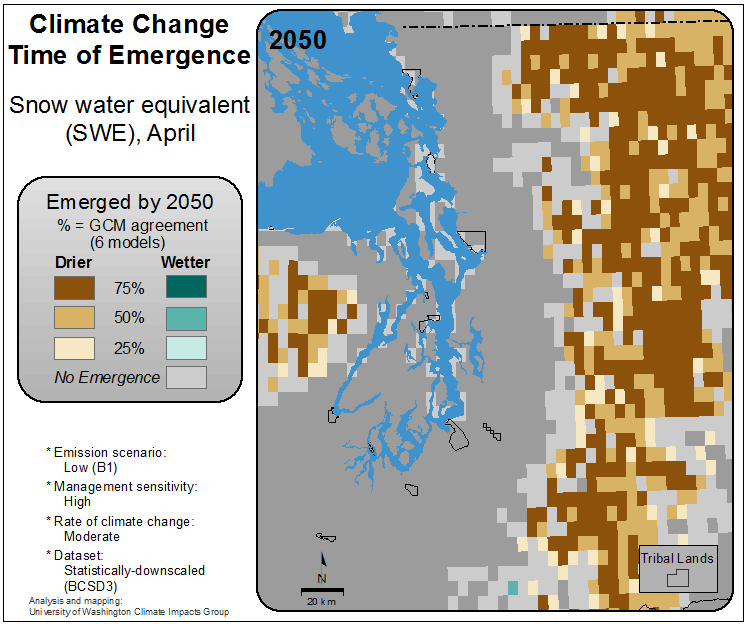 Climate Change
Time of Emergence
Snow water equivalent
(SWE), April
Emerged by 2050
% = GCM agreement
(6 models)
Drier Wetter
75%
50%
25%
No Emergence
* Emission scenario:
Low (B1)
* Management sensitivity:
High
* Rate of climate change:
Moderate
* Dataset:
Statistically-downscaled
(BCSD3)
Analysis and mapping:
University of Washington Climate Impacts Group
2050
N
20 km
Tribal Lands